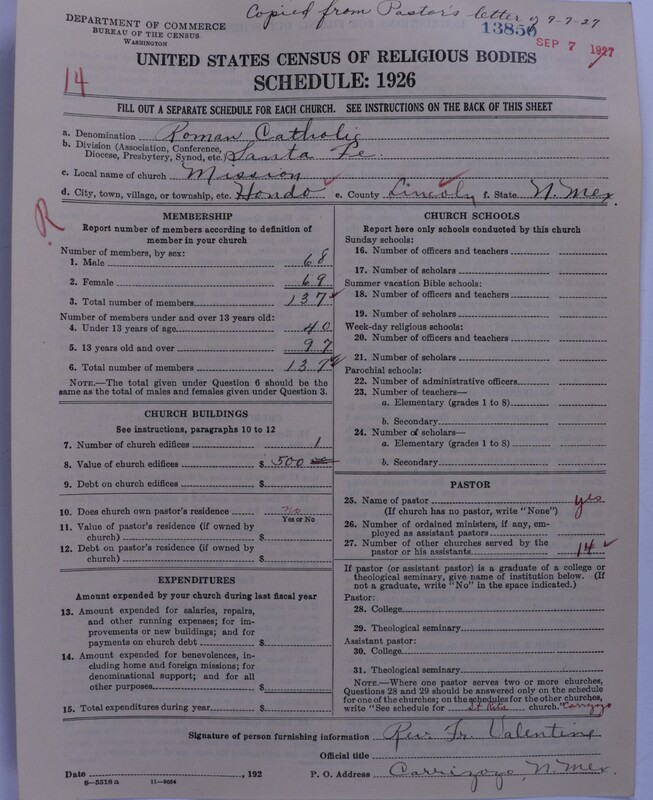 Copied from Pastor's letter of 9-7-27
DEPARTMENT OF COMMERCE
BUREAU OF THE CENSUS
WASHINGTON
13850
SEP 7 1927
UNITED STATES CENSUS OF RELIGIOUS BODIES
SCHEDULE: 1926
14
FILL OUT A SEPARATE SCHEDULE FOR EACH CHURCH. SEE INSTRUCTIONS ON THE BACK OF THIS SHEET
a. Denomination Roman Catholic
b. Division (Association, Conference, Diocese, Presbytery, Synod, etc.) Santa Fe
c. Local name of church Mission
d. City, town, village, or township, etc. Hondo e. County Lincoln f. State N. Mex.
R
MEMBERSHIP
Report number of members according to definition of
member in your church
Number of members, by sex:
1. Male 68
2. Female 69
3. Total number of members 137
Number of members under and over 13 years old:
4. Under 13 years of age 40
5. 13 years old and over 97
6. Total number of members 137
NOTE.—The total given under Question 6 should be the
same as the total of males and females given under Question 3.
CHURCH BUILDINGS
See instructions, paragraphs 10 to 12
7. Number of church edifices 1
8. Value of church edifices $ 500
9. Debt on church edifices $
10. Does church own pastor's residence No
Yes or No
11. Value of pastor's residence (if owned by
church) $
12. Debt on pastor's residence (if owned by
church) $
EXPENDITURES
Amount expended by your church during last fiscal year
13. Amount expended for salaries, repairs,
and other running expenses; for im-
provements or new buildings; and for
payments on church debt $
14. Amount expended for benevolences, in-
cluding home and foreign missions; for
denominational support; and for all
other purposes $
15. Total expenditures during year $
CHURCH SCHOOLS
Report here only schools conducted by this church
Sunday schools:
16. Number of officers and teachers
17. Number of scholars
Summer vacation Bible schools:
18. Number of officers and teachers
19. Number of scholars
Week-day religious schools:
20. Number of officers and teachers
21. Number of scholars
Parochial schools:
22. Number of administrative officers
23. Number of teachers—
a. Elementary (grades 1 to 8)
b. Secondary
24. Number of scholars—
a. Elementary (grades 1 to 8)
b. Secondary
PASTOR
25. Name of pastor yes
(If church has no pastor, write "None")
26. Number of ordained ministers, if any, em-
ployed as assistant pastors
27. Number of other churches served by the
pastor or his assistants 14
If pastor (or assistant pastor) is a graduate of a college or
theological seminary, give name of institution below. (If
not a graduate, write "No" in the space indicated.)
Pastor:
28. College
29. Theological seminary
Assistant pastor:
30. College
31. Theological seminary
NOTE.—Where one pastor serves two or more churches,
Questions 28 and 29 should be answered only on the schedule
for one of the churches; on the schedules for the other churches,
write "See schedule for St Rita church." Carrizozo
Signature of person furnishing information Rev. Fr. Valentine
Official title
Date , 192
P. O. Address Carrizozo, N. Mex.
8—5518 a 11—9054